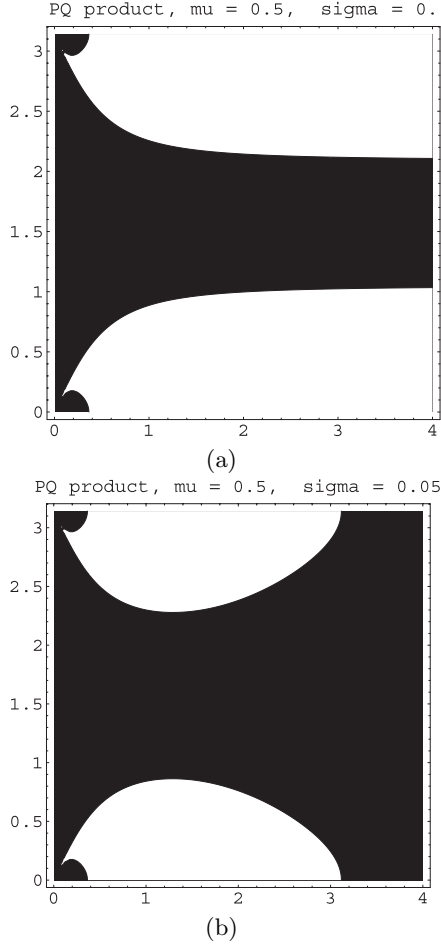 PQ product, mu = 0.5, sigma = 0.
3
2.5
2
1.5
1
0.5
0
0 1 2 3 4
(a)
PQ product, mu = 0.5, sigma = 0.05
3
2.5
2
1.5
1
0.5
0
0 1 2 3 4
(b)